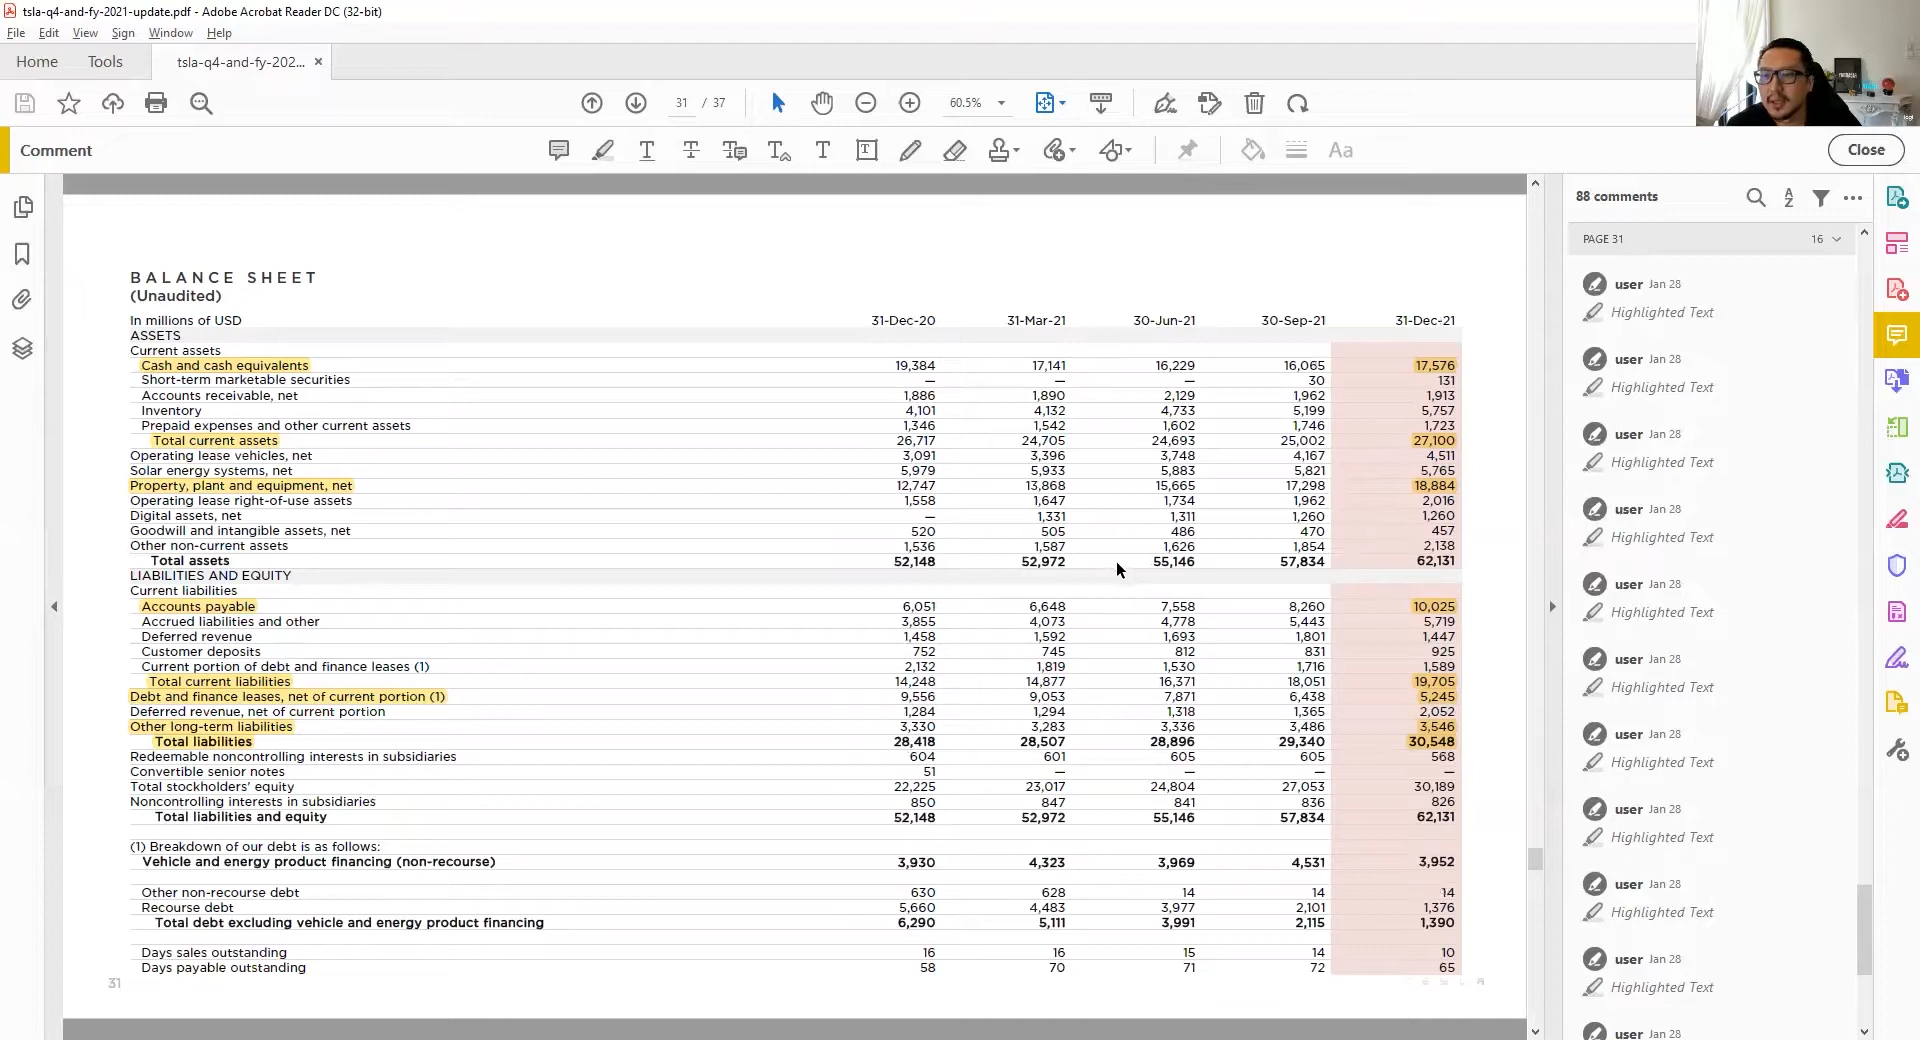 tsla-q4-and-fy-2021-update.pdf - Adobe Acrobat Reader DC (32-bit)
File Edit View Sign Window Help
Home Tools tsla-q4-and-fy-202... ×
31 / 37 60.5%
Comment Close
BALANCE SHEET
(Unaudited)
In millions of USD 31-Dec-20 31-Mar-21 30-Jun-21 30-Sep-21 31-Dec-21
ASSETS
Current assets
Cash and cash equivalents 19,384 17,141 16,229 16,065 17,576
Short-term marketable securities — — — 30 131
Accounts receivable, net 1,886 1,890 2,129 1,962 1,913
Inventory 4,101 4,132 4,733 5,199 5,757
Prepaid expenses and other current assets 1,346 1,542 1,602 1,746 1,723
Total current assets 26,717 24,705 24,693 25,002 27,100
Operating lease vehicles, net 3,091 3,396 3,748 4,167 4,511
Solar energy systems, net 5,979 5,933 5,883 5,821 5,765
Property, plant and equipment, net 12,747 13,868 15,665 17,298 18,884
Operating lease right-of-use assets 1,558 1,647 1,734 1,962 2,016
Digital assets, net — 1,331 1,311 1,260 1,260
Goodwill and intangible assets, net 520 505 486 470 457
Other non-current assets 1,536 1,587 1,626 1,854 2,138
Total assets 52,148 52,972 55,146 57,834 62,131
LIABILITIES AND EQUITY
Current liabilities
Accounts payable 6,051 6,648 7,558 8,260 10,025
Accrued liabilities and other 3,855 4,073 4,778 5,443 5,719
Deferred revenue 1,458 1,592 1,693 1,801 1,447
Customer deposits 752 745 812 831 925
Current portion of debt and finance leases (1) 2,132 1,819 1,530 1,716 1,589
Total current liabilities 14,248 14,877 16,371 18,051 19,705
Debt and finance leases, net of current portion (1) 9,556 9,053 7,871 6,438 5,245
Deferred revenue, net of current portion 1,284 1,294 1,318 1,365 2,052
Other long-term liabilities 3,330 3,283 3,336 3,486 3,546
Total liabilities 28,418 28,507 28,896 29,340 30,548
Redeemable noncontrolling interests in subsidiaries 604 601 605 605 568
Convertible senior notes 51 — — — —
Total stockholders' equity 22,225 23,017 24,804 27,053 30,189
Noncontrolling interests in subsidiaries 850 847 841 836 826
Total liabilities and equity 52,148 52,972 55,146 57,834 62,131
(1) Breakdown of our debt is as follows:
Vehicle and energy product financing (non-recourse) 3,930 4,323 3,969 4,531 3,952
Other non-recourse debt 630 628 14 14 14
Recourse debt 5,660 4,483 3,977 2,101 1,376
Total debt excluding vehicle and energy product financing 6,290 5,111 3,991 2,115 1,390
Days sales outstanding 16 16 15 14 10
Days payable outstanding 58 70 71 72 65
31
88 comments
PAGE 31 16
user Jan 28
Highlighted Text
user Jan 28
Highlighted Text
user Jan 28
Highlighted Text
user Jan 28
Highlighted Text
user Jan 28
Highlighted Text
user Jan 28
Highlighted Text
user Jan 28
Highlighted Text
user Jan 28
Highlighted Text
user Jan 28
Highlighted Text
user Jan 28
Highlighted Text
user Jan 28